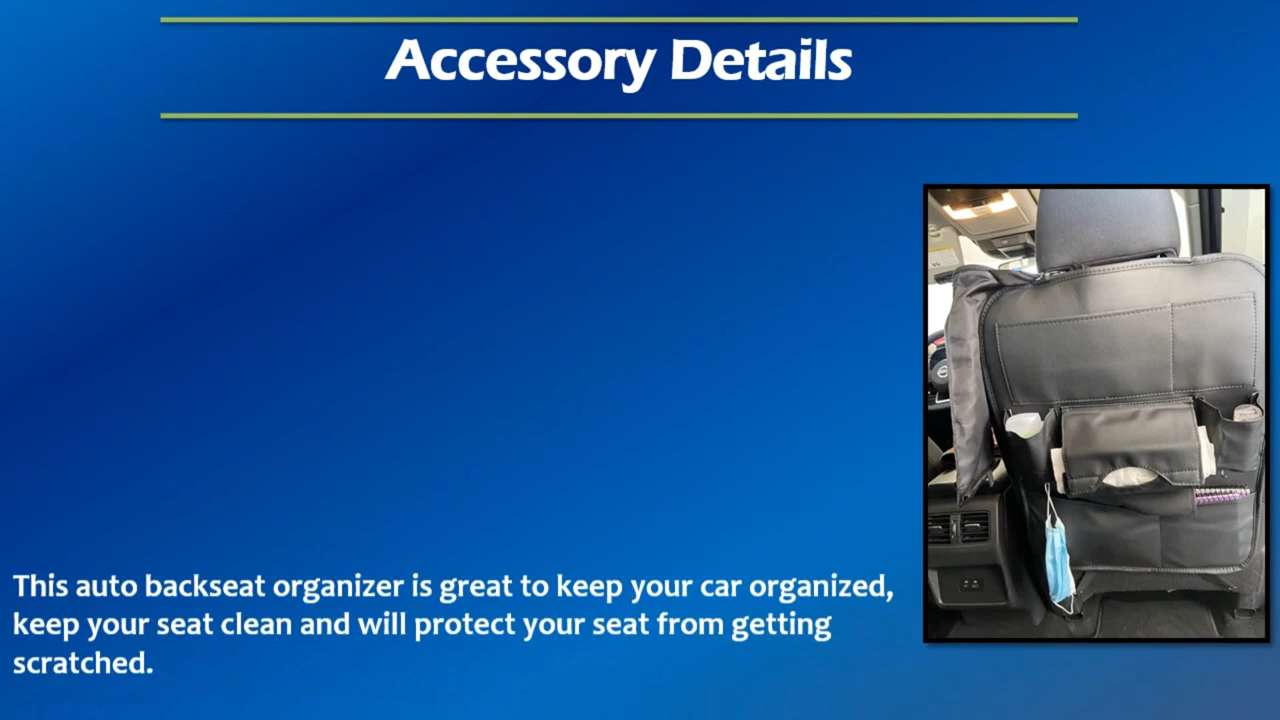 Accessory Details
This auto backseat organizer is great to keep your car organized,
keep your seat clean and will protect your seat from getting
scratched.